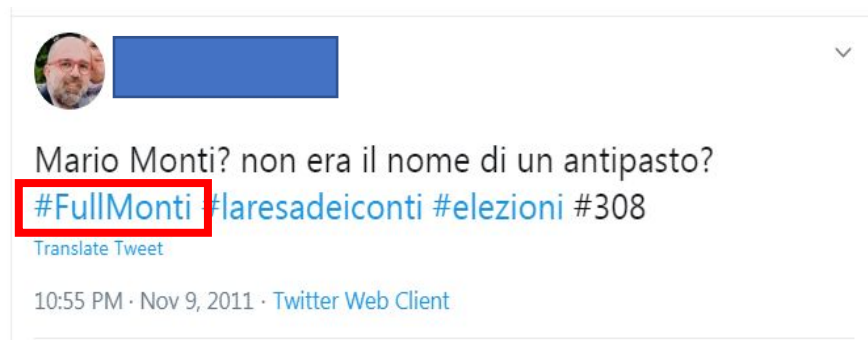 Mario Monti? non era il nome di un antipasto?
#FullMonti #laresadeiconti #elezioni #308
Translate Tweet
10:55 PM · Nov 9, 2011 · Twitter Web Client